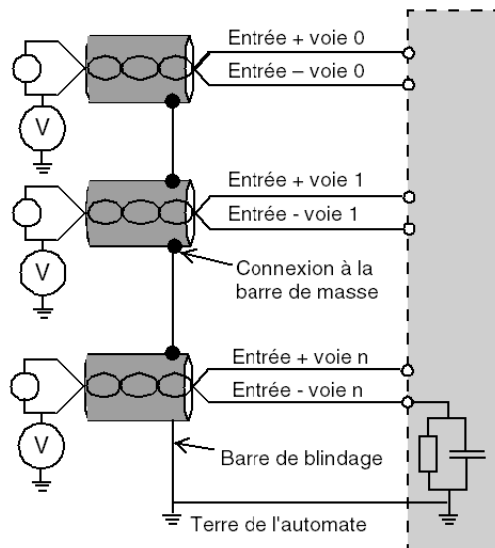 Entrée + voie 0
Entrée – voie 0
V
Entrée + voie 1
Entrée - voie 1
V
Connexion à la
barre de masse
Entrée + voie n
Entrée - voie n
V
Barre de blindage
Terre de l'automate